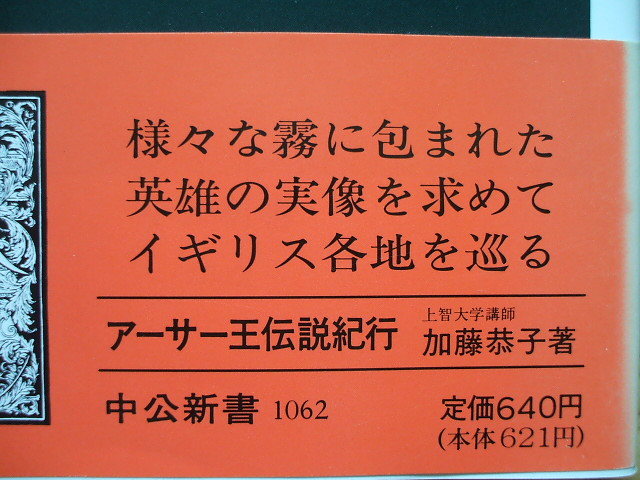 様々な霧に包まれた
英雄の実像を求めて
イギリス各地を巡る
アーサー王伝説紀行
上智大学講師
加藤恭子著
中公新書 1062
定価640円
(本体621円)